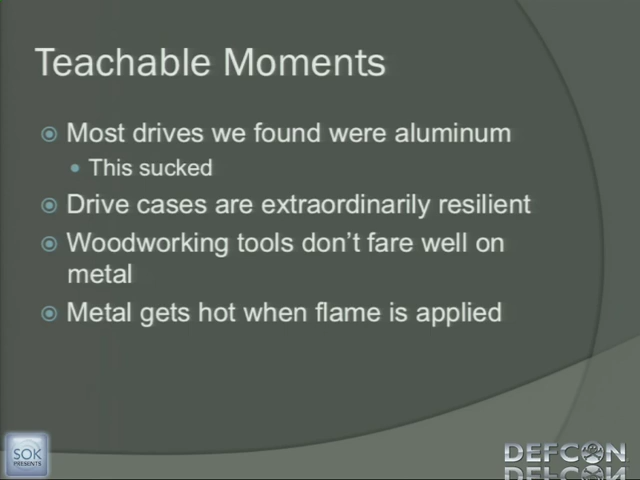 Teachable Moments
Most drives we found were aluminum
This sucked
Drive cases are extraordinarily resilient
Woodworking tools don't fare well on
metal
Metal gets hot when flame is applied
SOK
PRESENTS
DEFCON